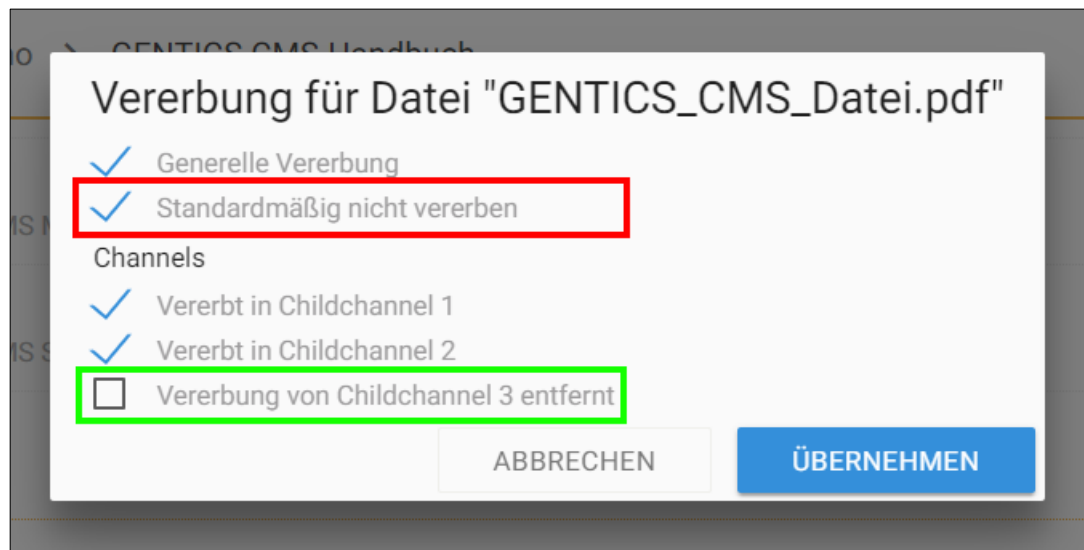 Vererbung für Datei "GENTICS_CMS_Datei.pdf"
Generelle Vererbung
Standardmäßig nicht vererben
Channels
Vererbt in Childchannel 1
Vererbt in Childchannel 2
Vererbung von Childchannel 3 entfernt
ABBRECHEN ÜBERNEHMEN